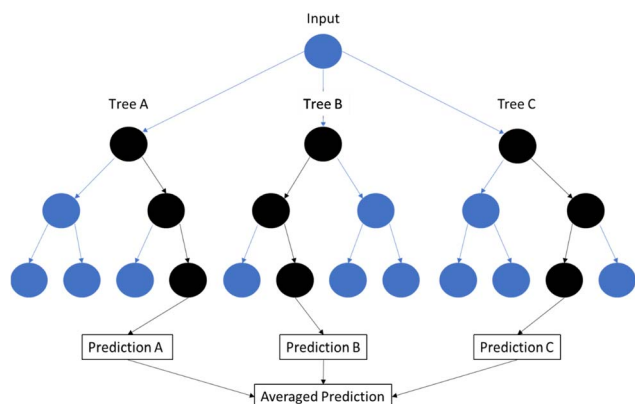 Input
Tree A
Tree B
Tree C
Prediction A
Prediction B
Prediction C
Averaged Prediction